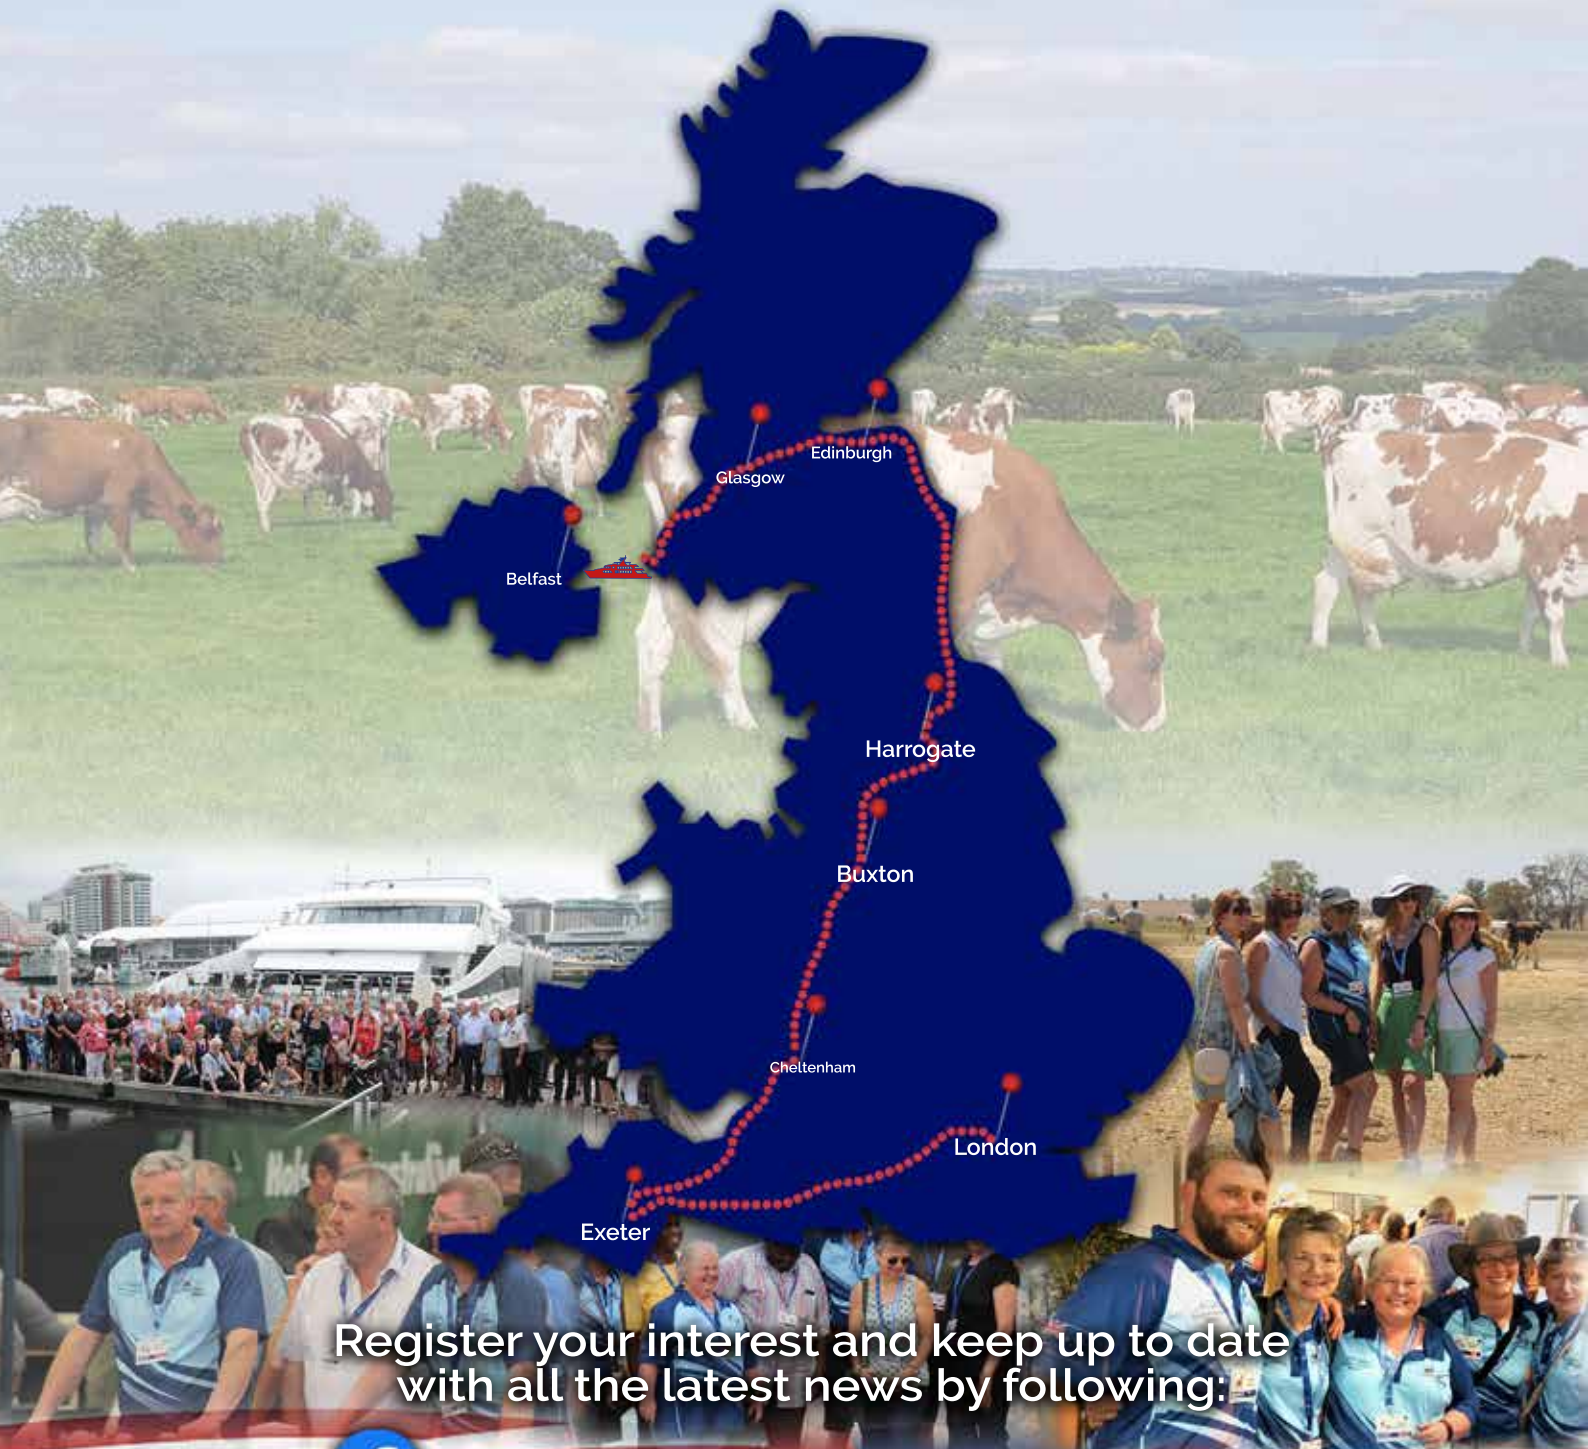 Edinburgh
Glasgow
Belfast
Harrogate
Buxton
Cheltenham
London
Exeter
Register your interest and keep up to date
with all the latest news by following: